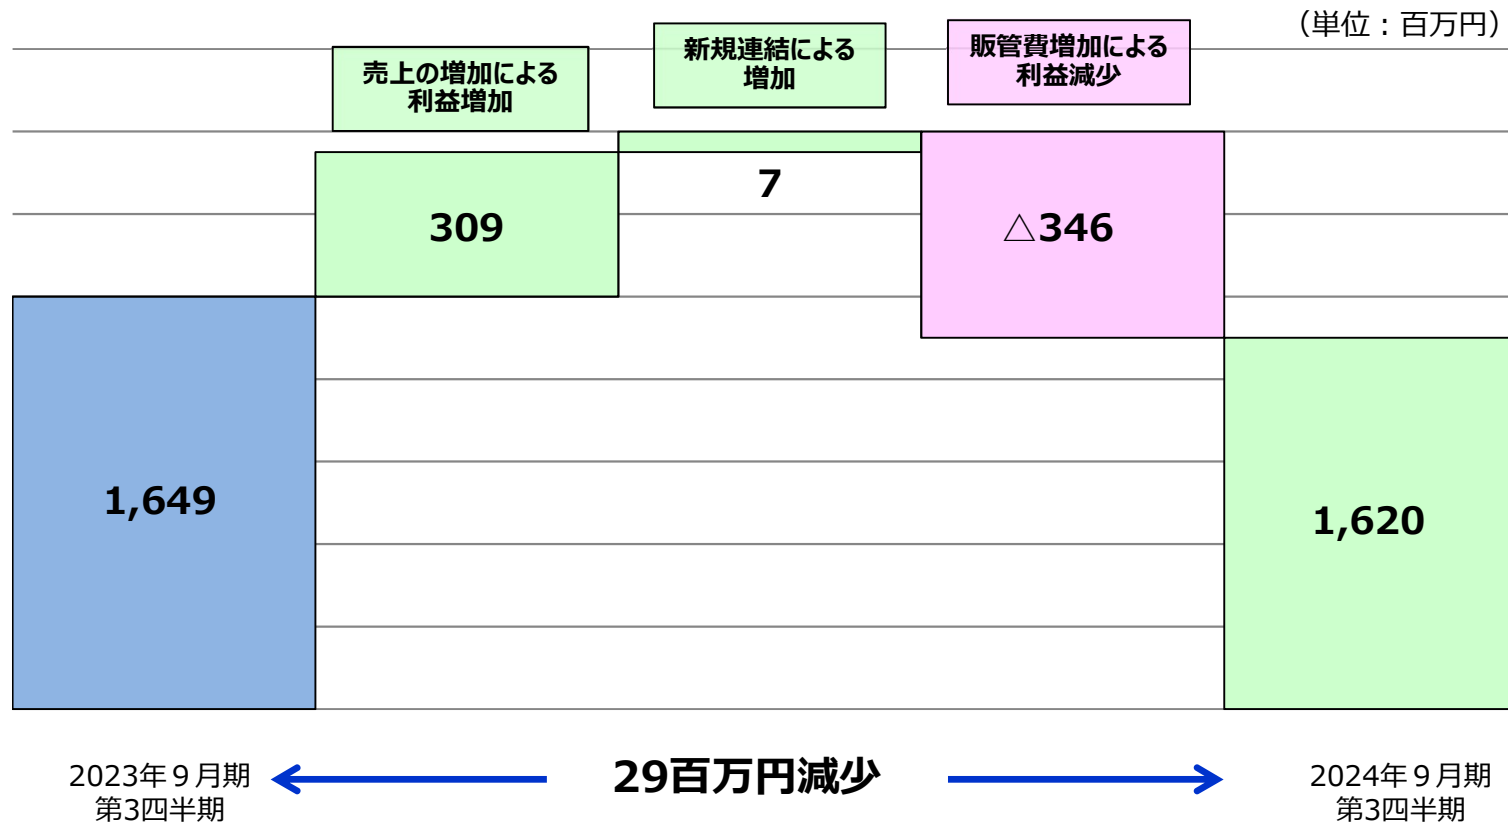 （単位：百万円）
売上の増加による
利益増加
新規連結による
増加
販管費増加による
利益減少
309
7
△346
1,649
1,620
2023年９月期
第3四半期
29百万円減少
2024年９月期
第3四半期